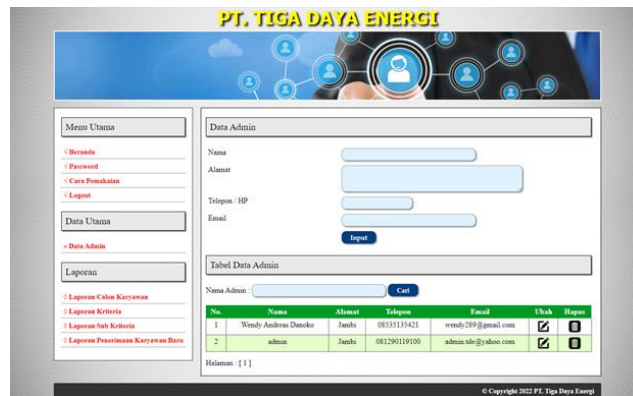 PT. TIGA DAYA ENERGI
Menu Utama
√ Beranda
√ Password
√ Cara Pemakaian
√ Logout
Data Utama
» Data Admin
Laporan
◊ Laporan Calon Karyawan
◊ Laporan Kriteria
◊ Laporan Sub Kriteria
◊ Laporan Penerimaan Karyawan Baru
Data Admin
Nama
Alamat
Telepon / HP
Email
Input
Tabel Data Admin
Nama Admin : Cari
No. Nama Alamat Telepon Email Ubah Hapus
1 Wendy Andreas Danoko Jambi 08535135421 wendy289@gmail.com
2 admin Jambi 081290119100 admin.tde@yahoo.com
Halaman : [ 1 ]
© Copyright 2022 PT. Tiga Daya Energi